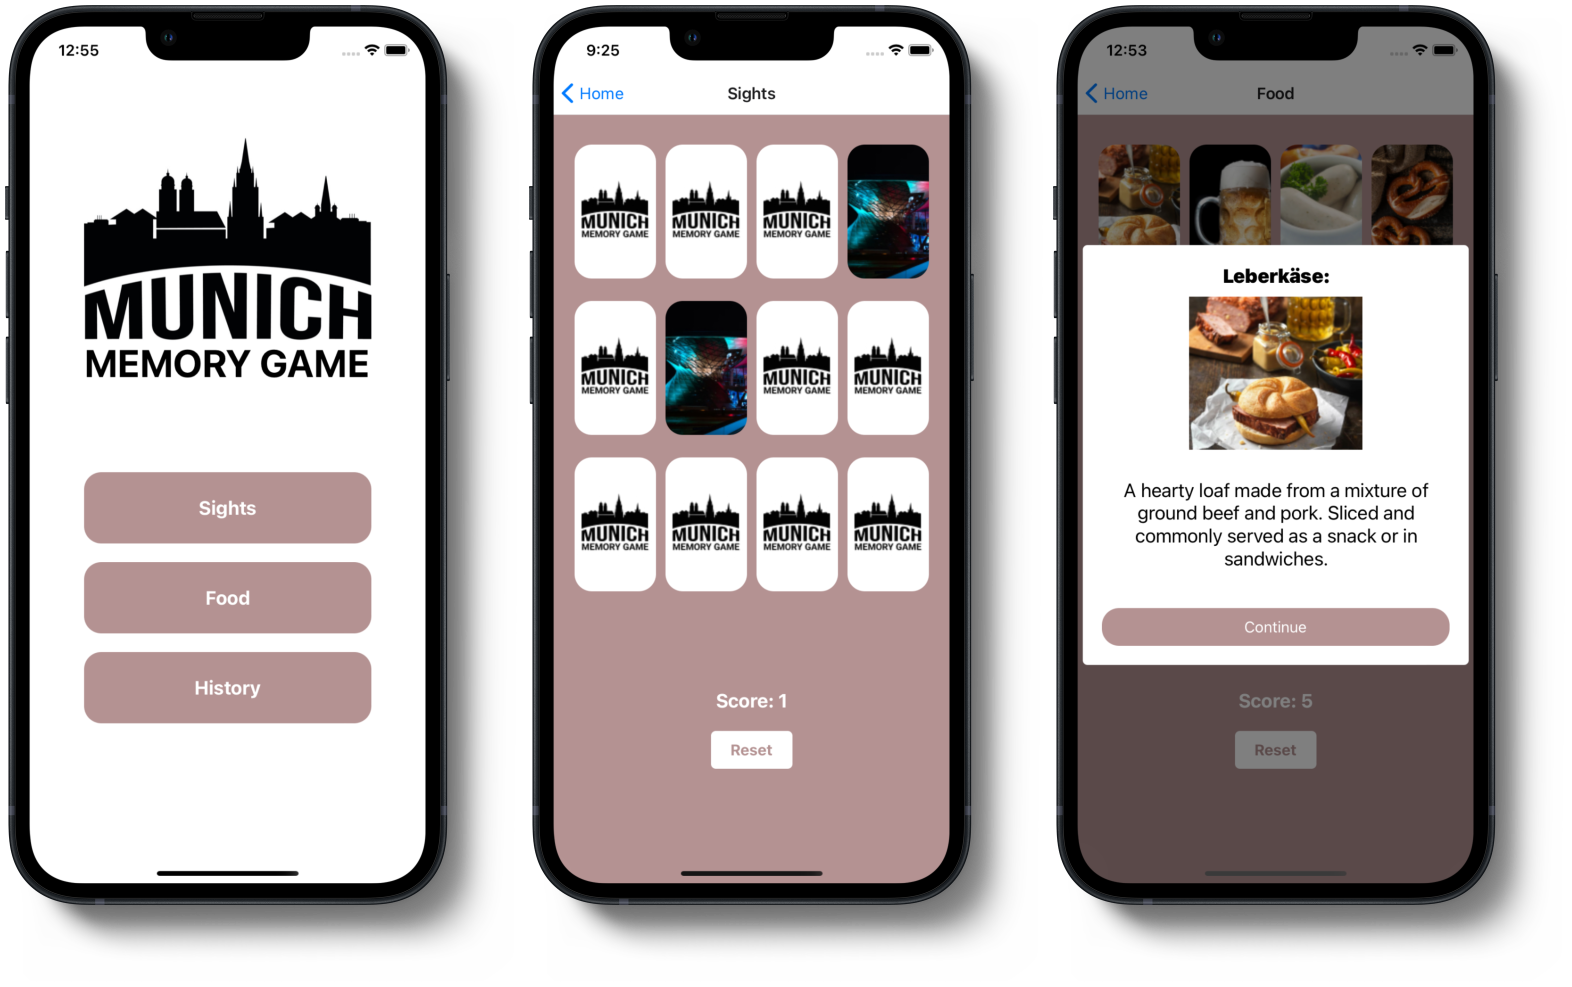 12:55
MUNICH
MEMORY GAME
Sights
Food
History
9:25
Home
Sights
MUNICH
MEMORY GAME
MUNICH
MEMORY GAME
MUNICH
MEMORY GAME
MUNICH
MEMORY GAME
MUNICH
MEMORY GAME
MUNICH
MEMORY GAME
MUNICH
MEMORY GAME
MUNICH
MEMORY GAME
MUNICH
MEMORY GAME
MUNICH
MEMORY GAME
Score: 1
Reset
12:53
Home
Food
Leberkäse:
A hearty loaf made from a mixture of
ground beef and pork. Sliced and
commonly served as a snack or in
sandwiches.
Continue
Score: 5
Reset